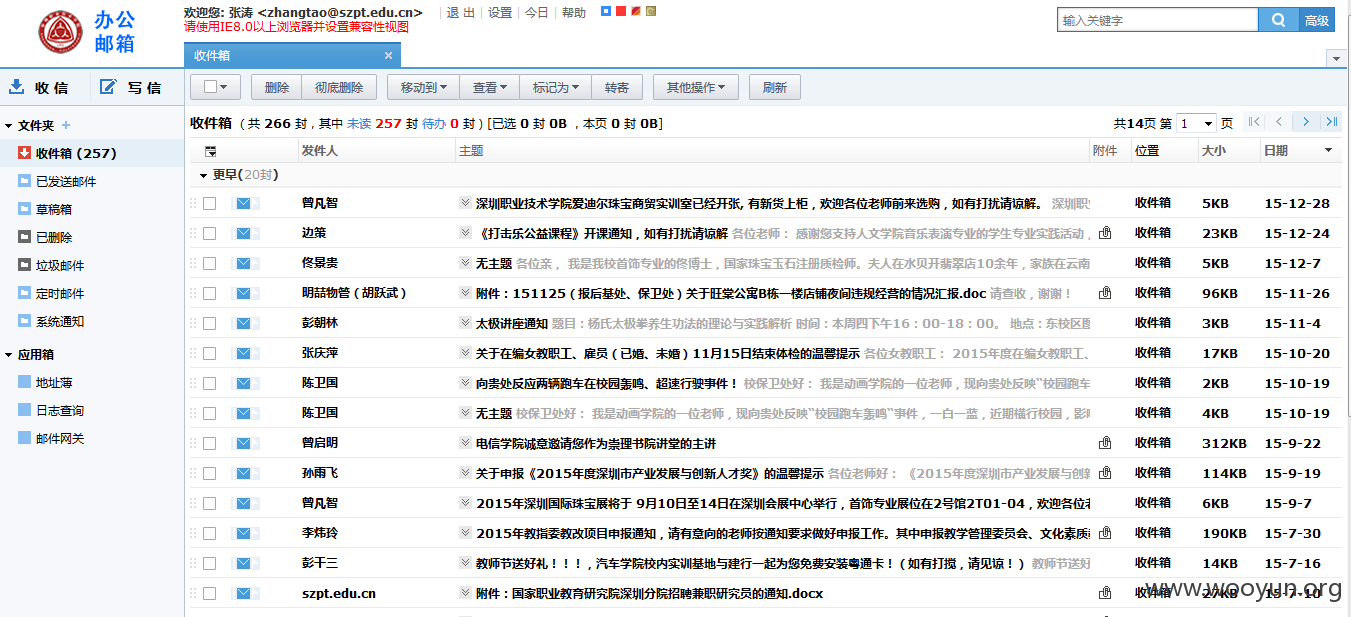 办公邮箱
欢迎您: 张涛 <zhangtao@szpt.edu.cn> | 退 出 | 设置 | 今日 | 帮助
请使用IE8.0以上浏览器并设置兼容性视图
输入关键字 高级
收件箱 ×
收 信 写 信
删除 彻底删除 移动到 查看 标记为 转寄 其他操作 刷新
文件夹 +
收件箱 (257)
已发送邮件
草稿箱
已删除
垃圾邮件
定时邮件
系统通知
应用箱
地址薄
日志查询
邮件网关
收件箱 ( 共 266 封 , 其中 未读 257 封 待办 0 封 ) [已选 0 封 0B , 本页 0 封 0B]
共14页 第 1 页
发件人 主题 附件 位置 大小 日期
更早(20封)
曾凡智 深圳职业技术学院爱迪尔珠宝商贸实训室已经开张, 有新货上柜，欢迎各位老师前来选购，如有打扰请谅解。 深圳职 收件箱 5KB 15-12-28
边策 《打击乐公益课程》开课通知，如有打扰请谅解 各位老师： 感谢您支持人文学院音乐表演专业的学生专业实践活动， 收件箱 23KB 15-12-24
佟景贵 无主题 各位亲， 我是我校首饰专业的佟博士，国家珠宝玉石注册质检师。夫人在水贝开翡翠店10余年，家族在云南 收件箱 5KB 15-12-7
明喆物管（胡跃武） 附件：151125（报后基处、保卫处）关于旺棠公寓B栋一楼店铺夜间违规经营的情况汇报.doc 请查收，谢谢！ 收件箱 96KB 15-11-26
彭朝林 太极讲座通知 题目：杨氏太极拳养生功法的理论与实践解析 时间：本周四下午16：00-18：00。 地点：东校区图 收件箱 3KB 15-11-4
张庆萍 关于在编女教职工、雇员（已婚、未婚）11月15日结束体检的温馨提示 各位女教职工： 2015年度在编女教职工、 收件箱 17KB 15-10-20
陈卫国 向贵处反应两辆跑车在校园轰鸣、超速行驶事件！ 校保卫处好： 我是动画学院的一位老师，现向贵处反映“校园跑车 收件箱 2KB 15-10-19
陈卫国 无主题 校保卫处好： 我是动画学院的一位老师，现向贵处反映“校园跑车轰鸣”事件，一白一蓝，近期横行校园，影响 收件箱 4KB 15-10-19
曾启明 电信学院诚意邀请您作为崇理书院讲堂的主讲 收件箱 312KB 15-9-22
孙雨飞 关于申报《2015年度深圳市产业发展与创新人才奖》的温馨提示 各位老师好： 《2015年度深圳市产业发展与创新 收件箱 114KB 15-9-19
曾凡智 2015年深圳国际珠宝展将于 9月10日至14日在深圳会展中心举行，首饰专业展位在2号馆2T01-04，欢迎各位老 收件箱 6KB 15-9-7
李炜玲 2015年教指委教改项目申报通知，请有意向的老师按通知要求做好申报工作。其中申报教学管理委员会、文化素质 收件箱 190KB 15-7-30
彭干三 教师节送好礼！！！，汽车学院校内实训基地与建行一起为您免费安装粤通卡！（如有打搅，请见谅！） 教师节送好 收件箱 14KB 15-7-16
szpt.edu.cn 附件：国家职业教育研究院深圳分院招聘兼职研究员的通知.docx 收件箱 27KB 15-7-10
www.wooyun.org